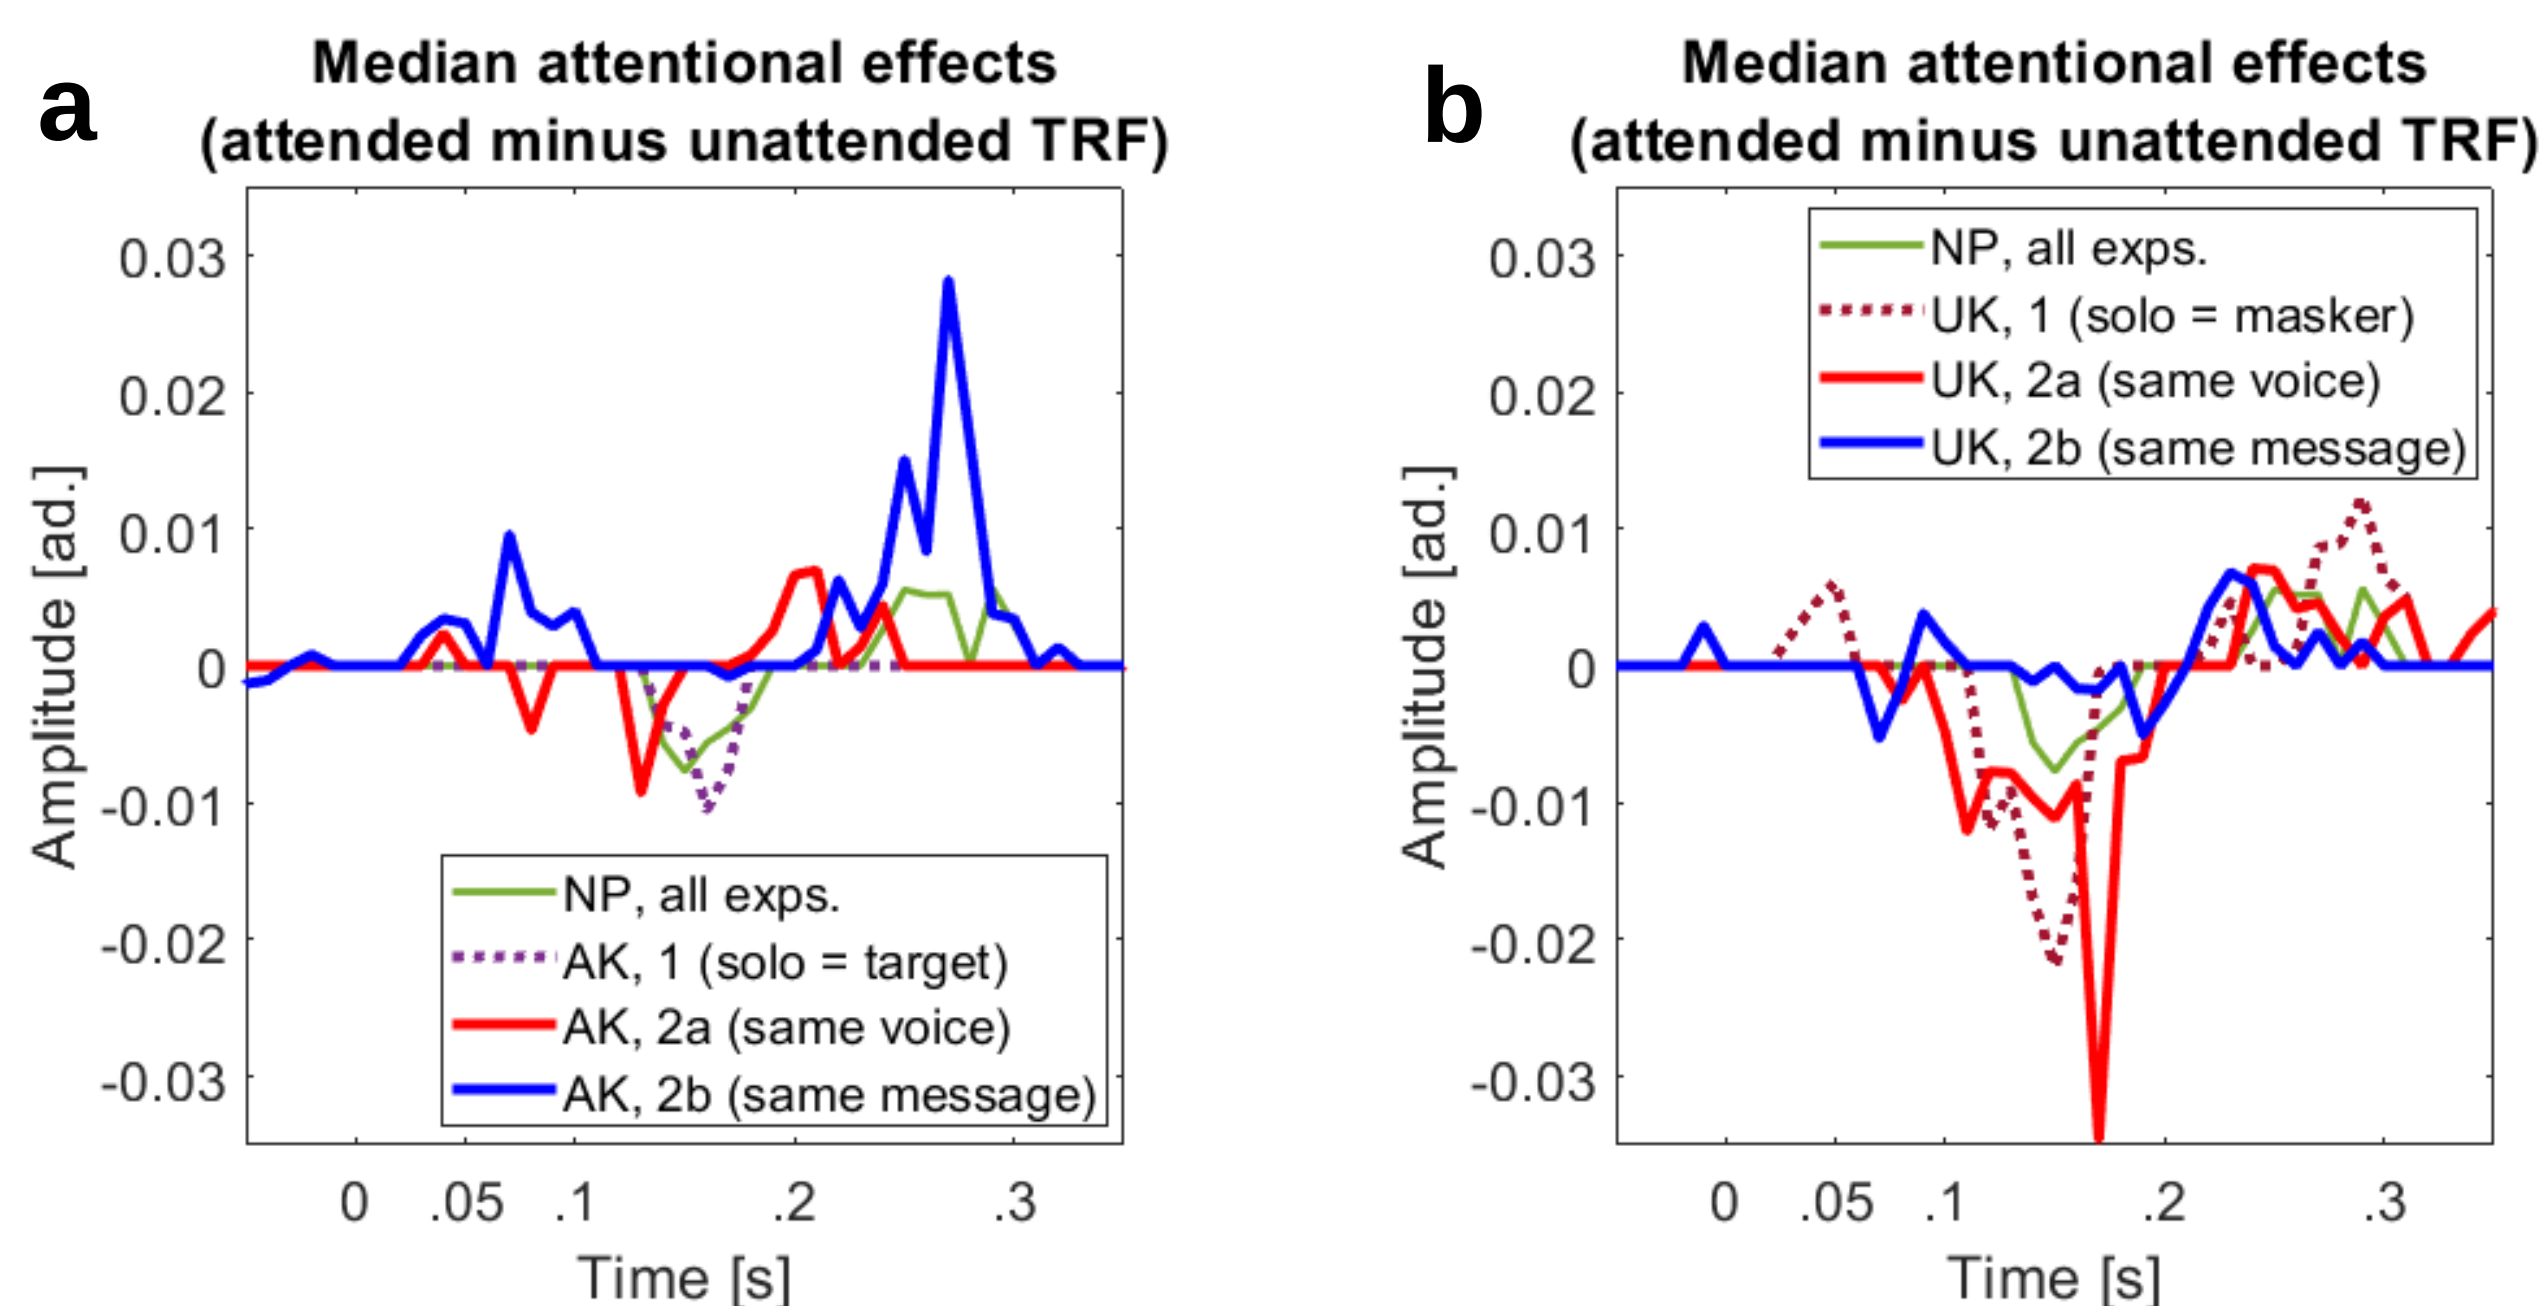 a
Median attentional effects
(attended minus unattended TRF)
0.03
0.02
0.01
0
-0.01
-0.02
-0.03
Amplitude [ad.]
NP, all exps.
AK, 1 (solo = target)
AK, 2a (same voice)
AK, 2b (same message)
0 .05 .1 .2 .3
Time [s]
b
Median attentional effects
(attended minus unattended TRF)
0.03
0.02
0.01
0
-0.01
-0.02
-0.03
Amplitude [ad.]
NP, all exps.
UK, 1 (solo = masker)
UK, 2a (same voice)
UK, 2b (same message)
0 .05 .1 .2 .3
Time [s]